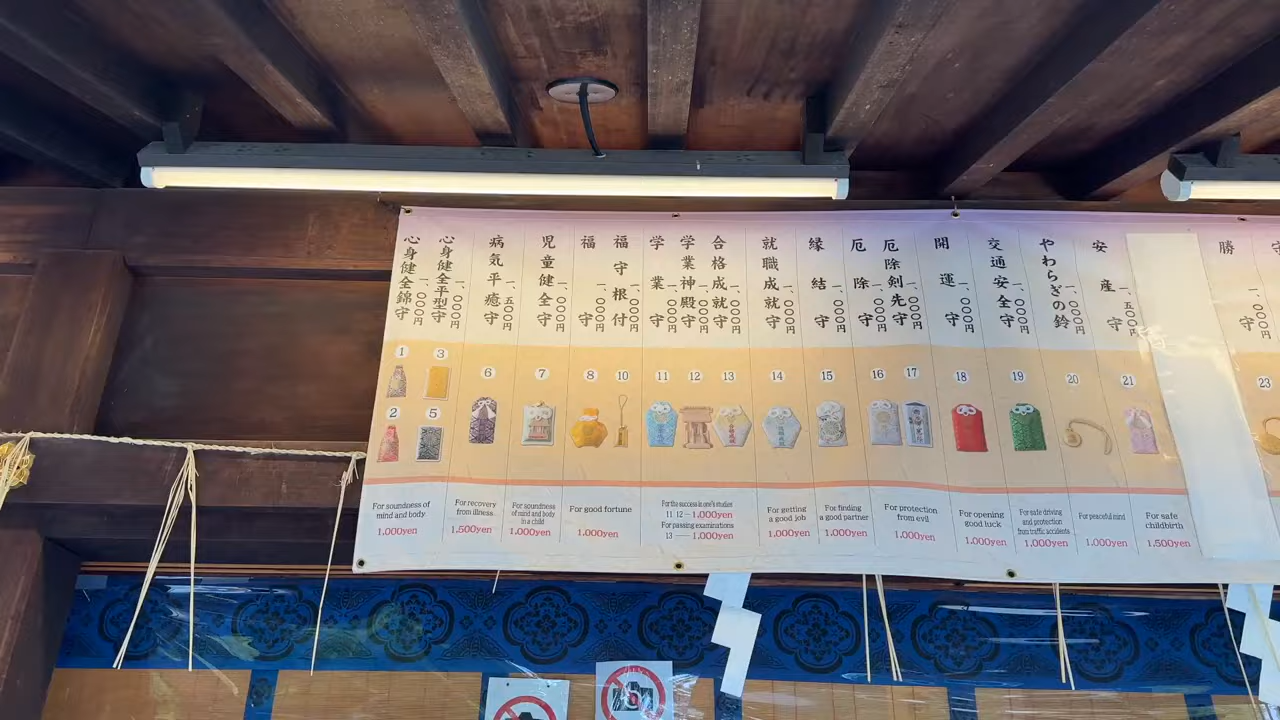 心身健全錦守
一、〇〇〇円
心身健全平型守
一、〇〇〇円
病気平癒守
一、五〇〇円
児童健全守
一、〇〇〇円
福守
一、〇〇〇円
福守根付
一、〇〇〇円
学業守
一、〇〇〇円
学業神殿守
一、〇〇〇円
合格成就守
一、〇〇〇円
就職成就守
一、〇〇〇円
縁結守
一、〇〇〇円
厄除守
一、〇〇〇円
厄除剣先守
一、〇〇〇円
開運守
一、〇〇〇円
交通安全守
一、〇〇〇円
やわらぎの鈴
一、〇〇〇円
安産守
一、五〇〇円
勝守
一、〇〇〇円
1
3
2
5
6
7
8
10
11
12
13
14
15
16
17
18
19
20
21
23
For soundness of
mind and body
1,000yen
For recovery
from illness.
1,500yen
For soundness
of mind and body
in a child
1,000yen
For good fortune
1,000yen
For the success in one's studies
11 12 — 1,000yen
For passing examinations
13 — 1,000yen
For getting
a good job
1,000yen
For finding
a good partner
1,000yen
For protection
from evil
1,000yen
For opening
good luck
1,000yen
For safe driving
and protection
from traffic accidents
1,000yen
For peaceful mind
1,000yen
For safe
childbirth
1,500yen